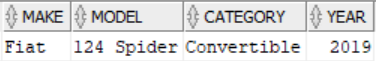 MAKE MODEL CATEGORY YEAR
Fiat 124 Spider Convertible 2019